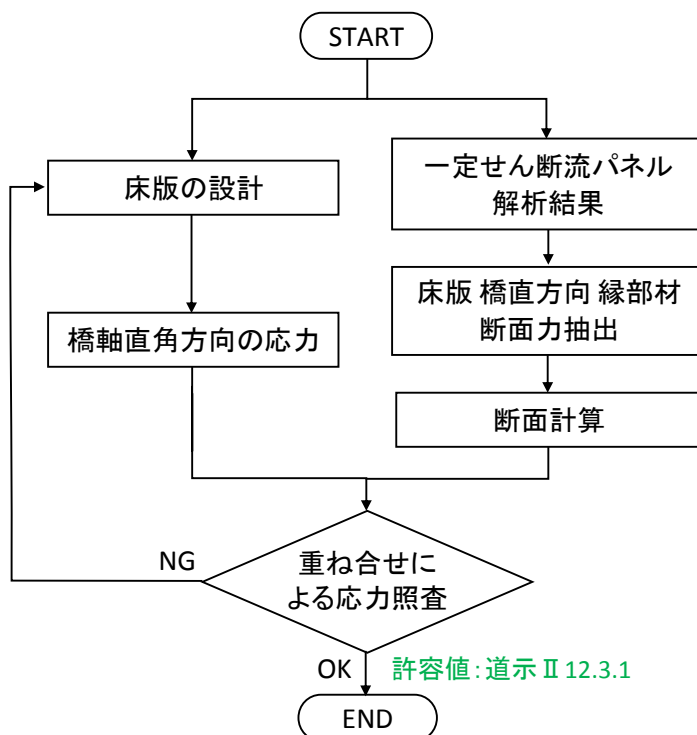 START
床版の設計
橋軸直角方向の応力
一定せん断流パネル
解析結果
床版 橋直方向 縁部材
断面力抽出
断面計算
重ね合せに
よる応力照査
NG
OK
許容値：道示Ⅱ 12.3.1
END